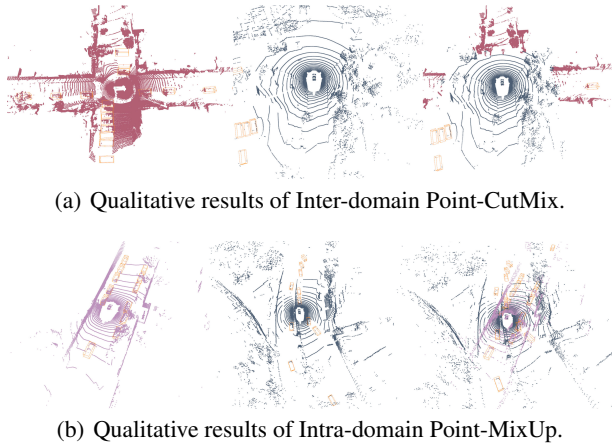 (a) Qualitative results of Inter-domain Point-CutMix.
(b) Qualitative results of Intra-domain Point-MixUp.